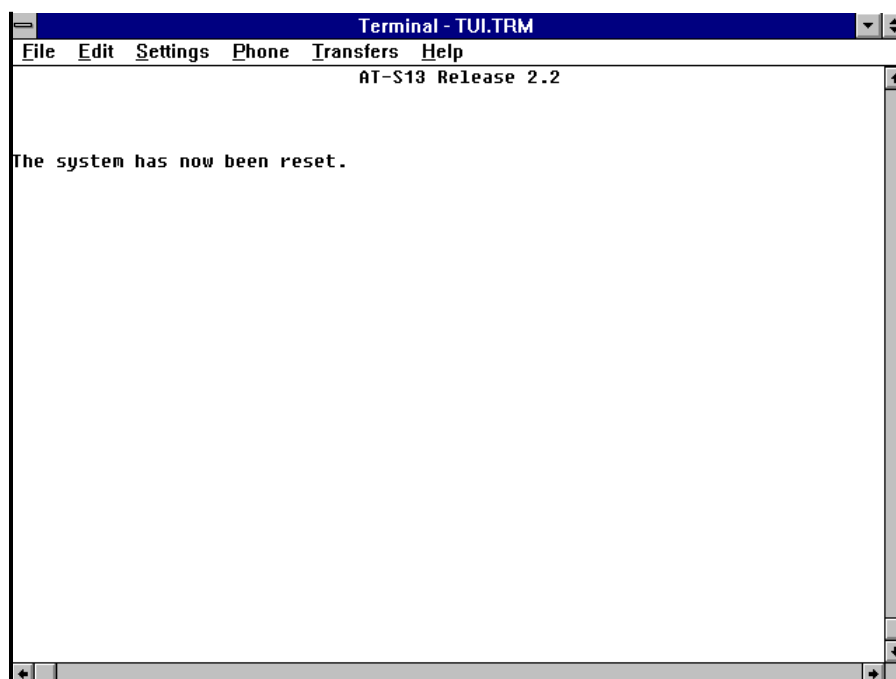 Terminal - TUI.TRM
File Edit Settings Phone Transfers Help
AT-S13 Release 2.2
The system has now been reset.